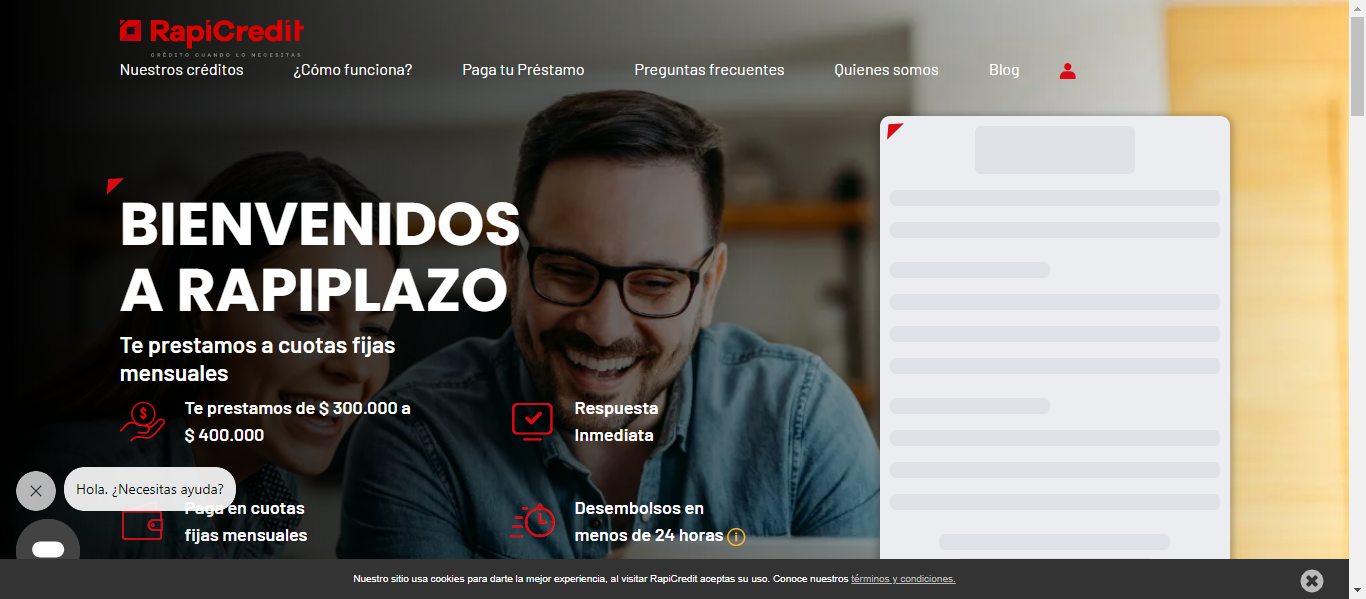 RapiCredit
CRÉDITO CUANDO LO NECESITAS
Nuestros créditos
¿Cómo funciona?
Paga tu Préstamo
Preguntas frecuentes
Quienes somos
Blog
BIENVENIDOS
A RAPIPLAZO
Te prestamos a cuotas fijas
mensuales
Te prestamos de $ 300.000 a
$ 400.000
Respuesta
Inmediata
Hola. ¿Necesitas ayuda?
Paga en cuotas
fijas mensuales
Desembolsos en
menos de 24 horas
Nuestro sitio usa cookies para darte la mejor experiencia, al visitar RapiCredit aceptas su uso. Conoce nuestros términos y condiciones.